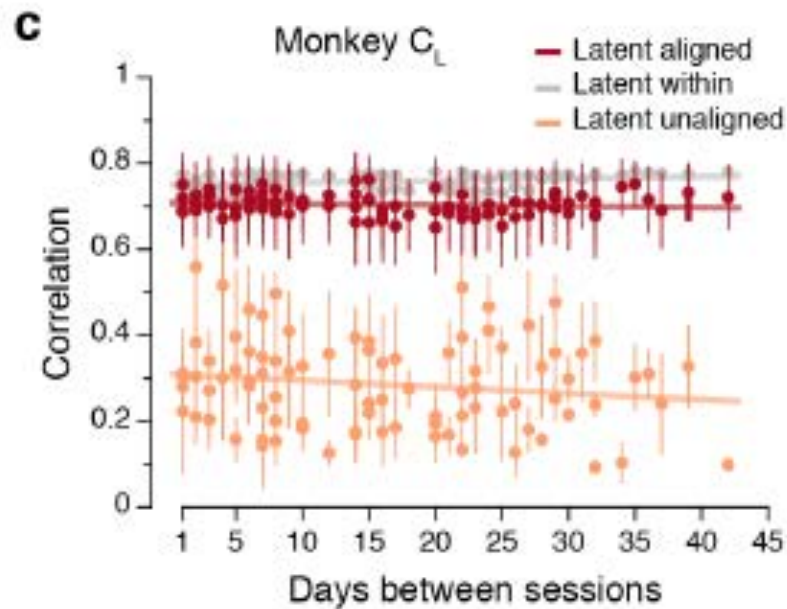 c
Monkey C_L
Latent aligned
Latent within
Latent unaligned
Correlation
1
0.8
0.6
0.4
0.2
0
1 5 10 15 20 25 30 35 40 45
Days between sessions